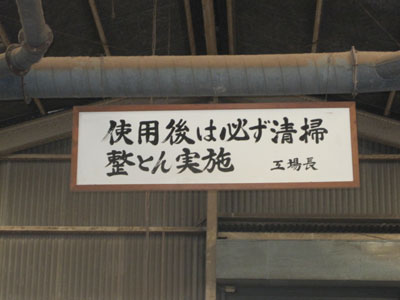 使用後は必ず清掃
整とん実施 工場長